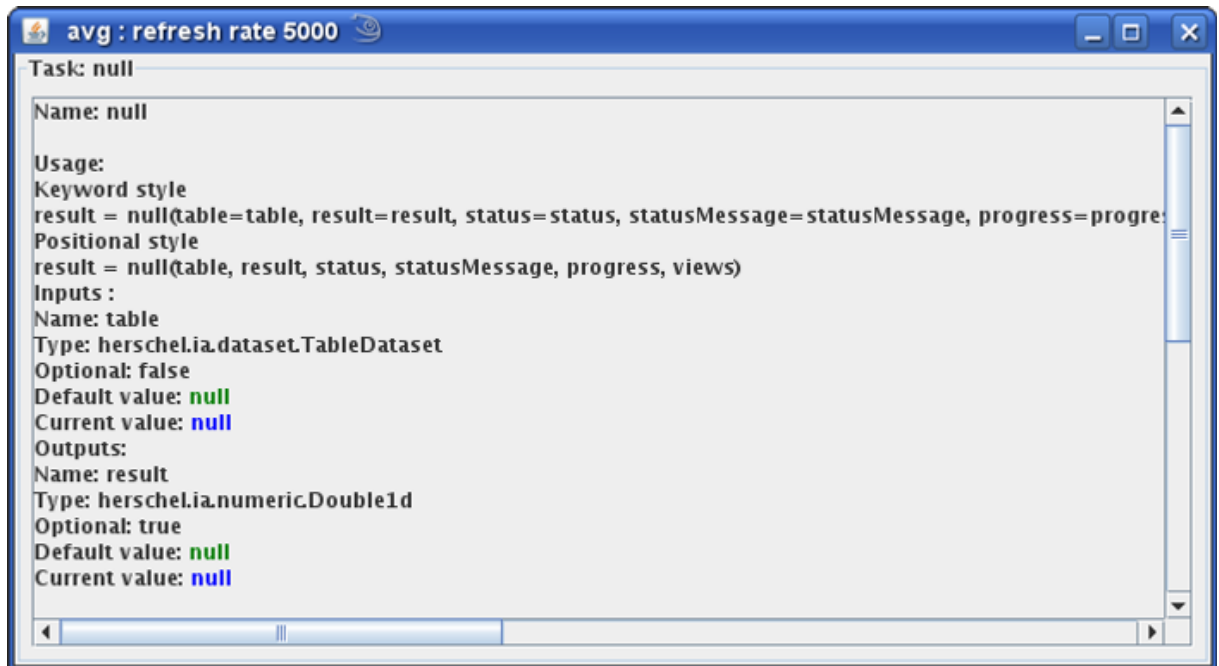 avg : refresh rate 5000
Task: null
Name: null
Usage:
Keyword style
result = null(table=table, result=result, status=status, statusMessage=statusMessage, progress=progres
Positional style
result = null(table, result, status, statusMessage, progress, views)
Inputs :
Name: table
Type: herschel.ia.dataset.TableDataset
Optional: false
Default value: null
Current value: null
Outputs:
Name: result
Type: herschel.ia.numeric.Double1d
Optional: true
Default value: null
Current value: null